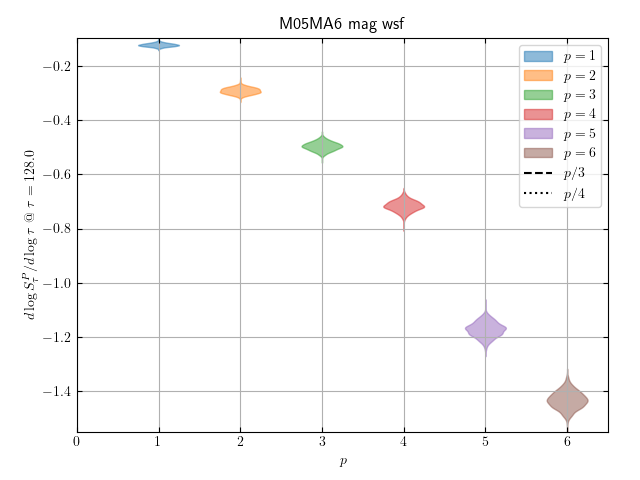 M05MA6 mag wsf
p = 1
p = 2
p = 3
p = 4
p = 5
p = 6
p/3
p/4
d log S_τ^P / d log τ @ τ = 128.0
−0.2
−0.4
−0.6
−0.8
−1.0
−1.2
−1.4
0 1 2 3 4 5 6
p